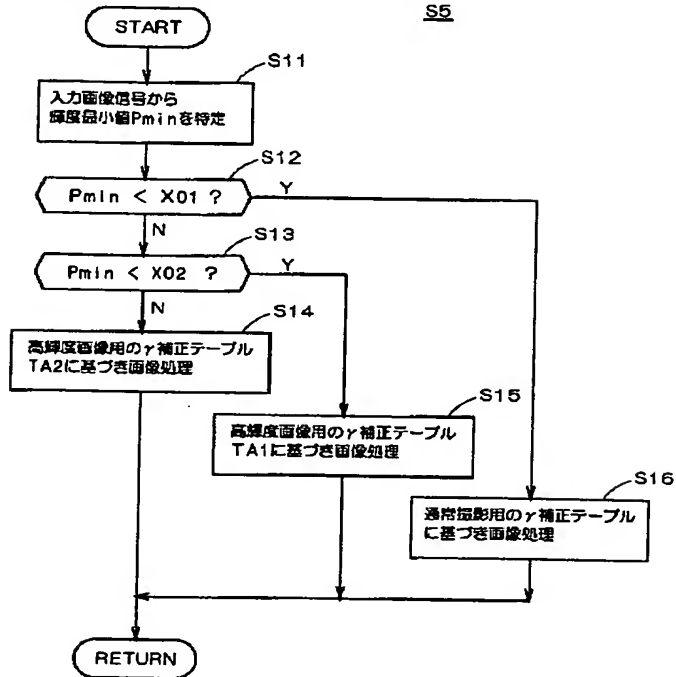 S5
START
S11
入力画像信号から
輝度最小値Pminを特定
S12
Pmin < X01 ?
Y
N
S13
Pmin < X02 ?
Y
N
S14
高輝度画像用のγ補正テーブル
TA2に基づき画像処理
S15
高輝度画像用のγ補正テーブル
TA1に基づき画像処理
S16
通常撮影用のγ補正テーブル
に基づき画像処理
RETURN